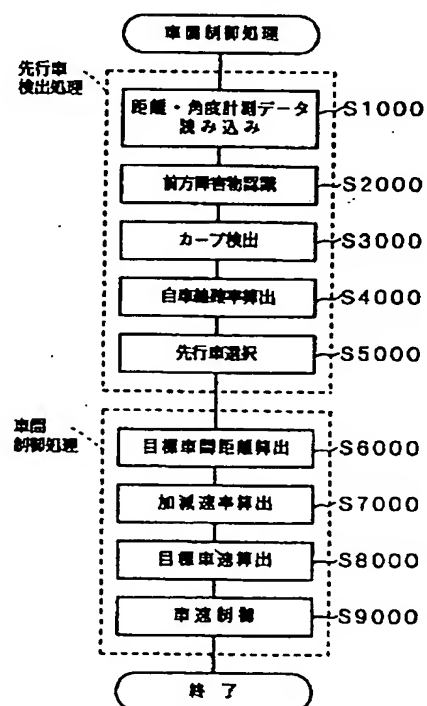 車間制御処理
先行車
検出処理
距離・角度計測データ
読み込み
S1000
前方障害物認識
S2000
カーブ検出
S3000
自車線確率算出
S4000
先行車選択
S5000
車間
制御処理
目標車間距離算出
S6000
加減速率算出
S7000
目標車速算出
S8000
車速制御
S9000
終了